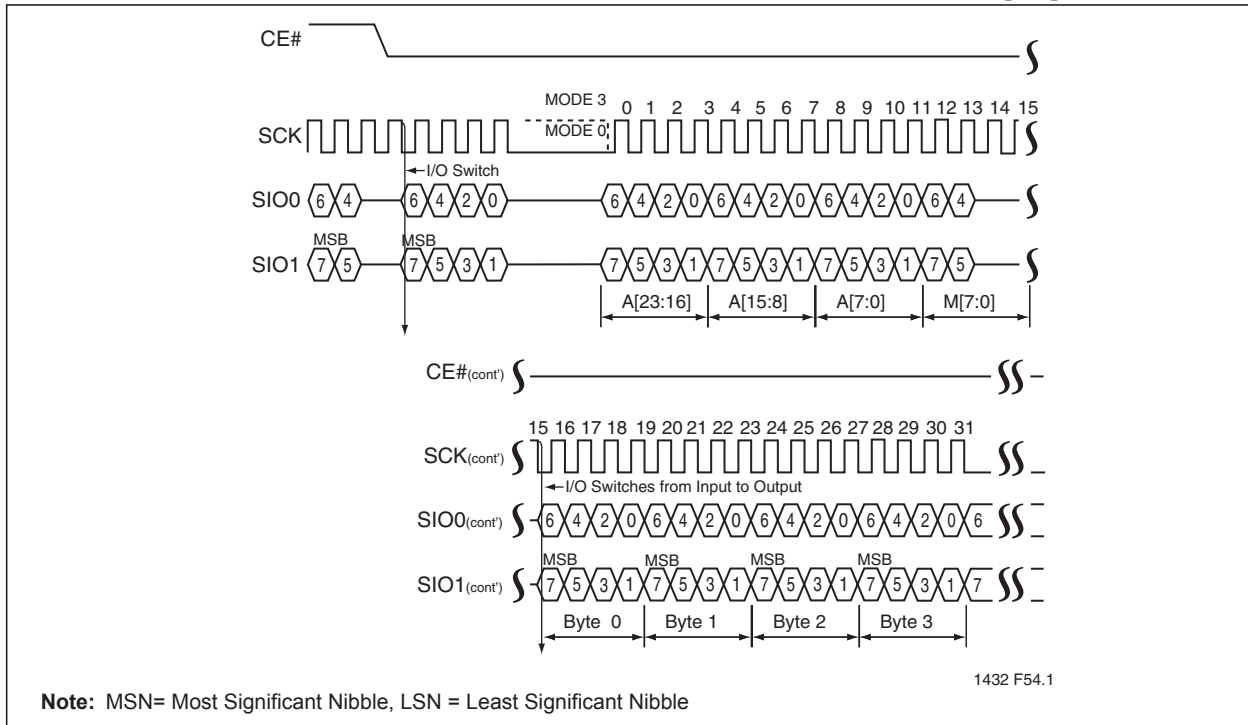 CE#
MODE 3 0 1 2 3 4 5 6 7 8 9 10 11 12 13 14 15
SCK MODE 0
I/O Switch
SIO0 6 4 6 4 2 0 6 4 2 0 6 4 2 0 6 4 2 0 6 4
MSB MSB
SIO1 7 5 7 5 3 1 7 5 3 1 7 5 3 1 7 5 3 1 7 5
A[23:16] A[15:8] A[7:0] M[7:0]
CE#(cont')
15 16 17 18 19 20 21 22 23 24 25 26 27 28 29 30 31
SCK(cont')
I/O Switches from Input to Output
SIO0(cont') 6 4 2 0 6 4 2 0 6 4 2 0 6 4 2 0 6
MSB MSB MSB MSB
SIO1(cont') 7 5 3 1 7 5 3 1 7 5 3 1 7 5 3 1 7
Byte 0 Byte 1 Byte 2 Byte 3
1432 F54.1
Note: MSN= Most Significant Nibble, LSN = Least Significant Nibble